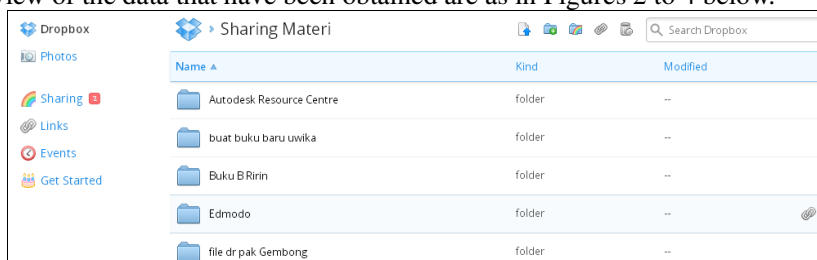 view of the data that have been obtained are as in Figures 2 to 4 below.
Dropbox
Photos
Sharing 1
Links
Events
Get Started
› Sharing Materi
Search Dropbox
Name ▲ Kind Modified
Autodesk Resource Centre folder --
buat buku baru uwika folder --
Buku B Ririn folder --
Edmodo folder --
file dr pak Gembong folder --